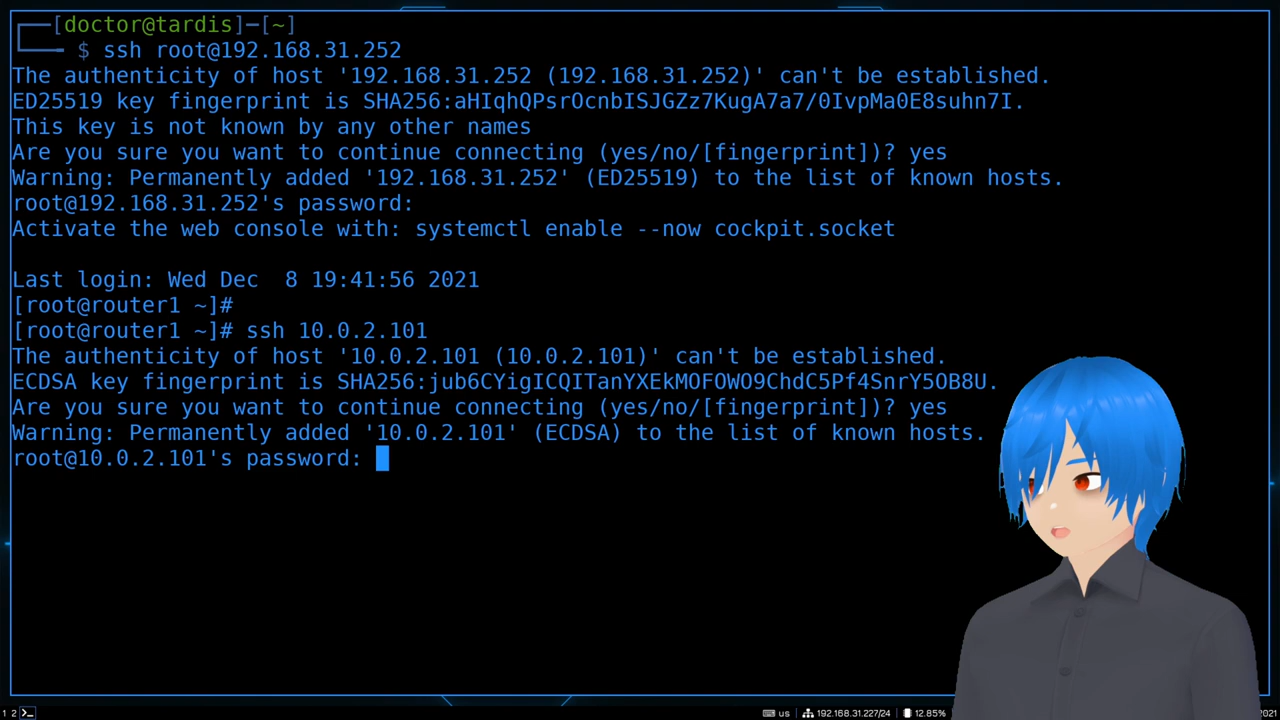 [doctor@tardis]-[~]
$ ssh root@192.168.31.252
The authenticity of host '192.168.31.252 (192.168.31.252)' can't be established.
ED25519 key fingerprint is SHA256:aHIqhQPsrOcnbISJGZz7KugA7a7/0IvpMa0E8suhn7I.
This key is not known by any other names
Are you sure you want to continue connecting (yes/no/[fingerprint])? yes
Warning: Permanently added '192.168.31.252' (ED25519) to the list of known hosts.
root@192.168.31.252's password:
Activate the web console with: systemctl enable --now cockpit.socket
Last login: Wed Dec  8 19:41:56 2021
[root@router1 ~]#
[root@router1 ~]# ssh 10.0.2.101
The authenticity of host '10.0.2.101 (10.0.2.101)' can't be established.
ECDSA key fingerprint is SHA256:jub6CYigICQITanYXEkMOFOWO9ChdC5Pf4SnrY5OB8U.
Are you sure you want to continue connecting (yes/no/[fingerprint])? yes
Warning: Permanently added '10.0.2.101' (ECDSA) to the list of known hosts.
root@10.0.2.101's password:
1 2 >_ us 192.168.31.227/24 12.85% 2021